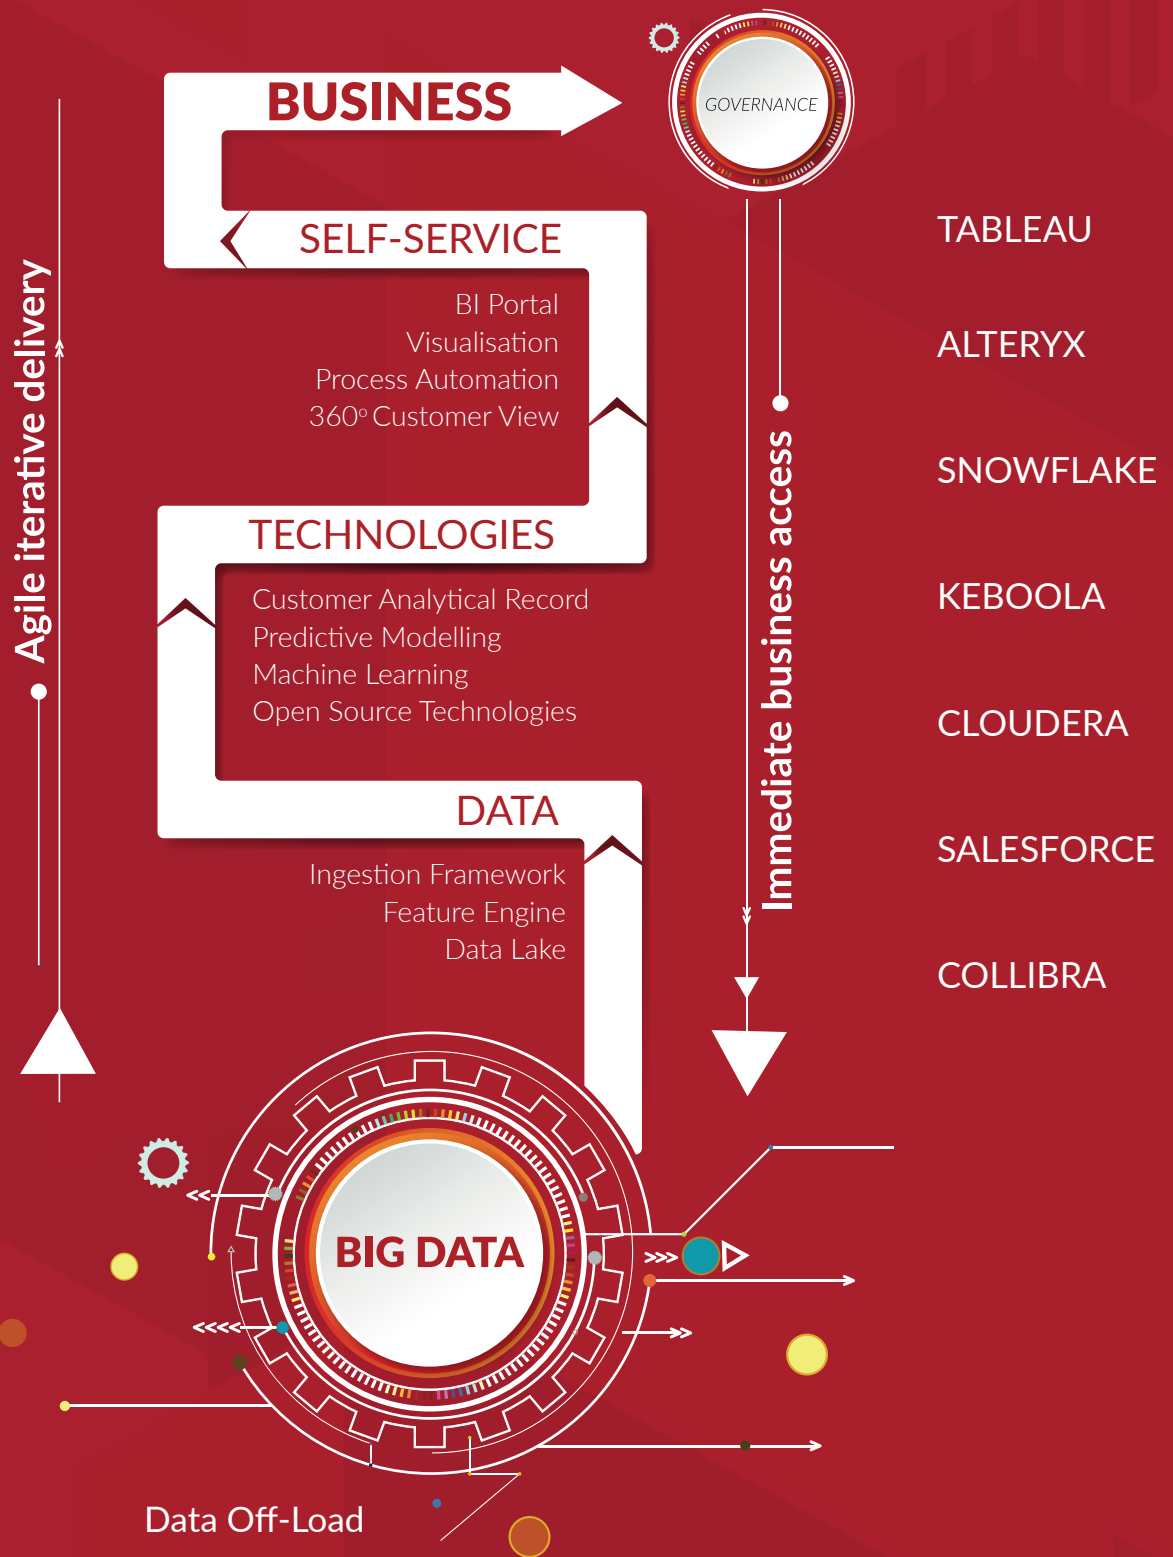 BUSINESS
GOVERNANCE
SELF-SERVICE
BI Portal
Visualisation
Process Automation
360º Customer View
TECHNOLOGIES
Customer Analytical Record
Predictive Modelling
Machine Learning
Open Source Technologies
DATA
Ingestion Framework
Feature Engine
Data Lake
BIG DATA
Data Off-Load
Agile iterative delivery
Immediate business access
TABLEAU
ALTERYX
SNOWFLAKE
KEBOOLA
CLOUDERA
SALESFORCE
COLLIBRA